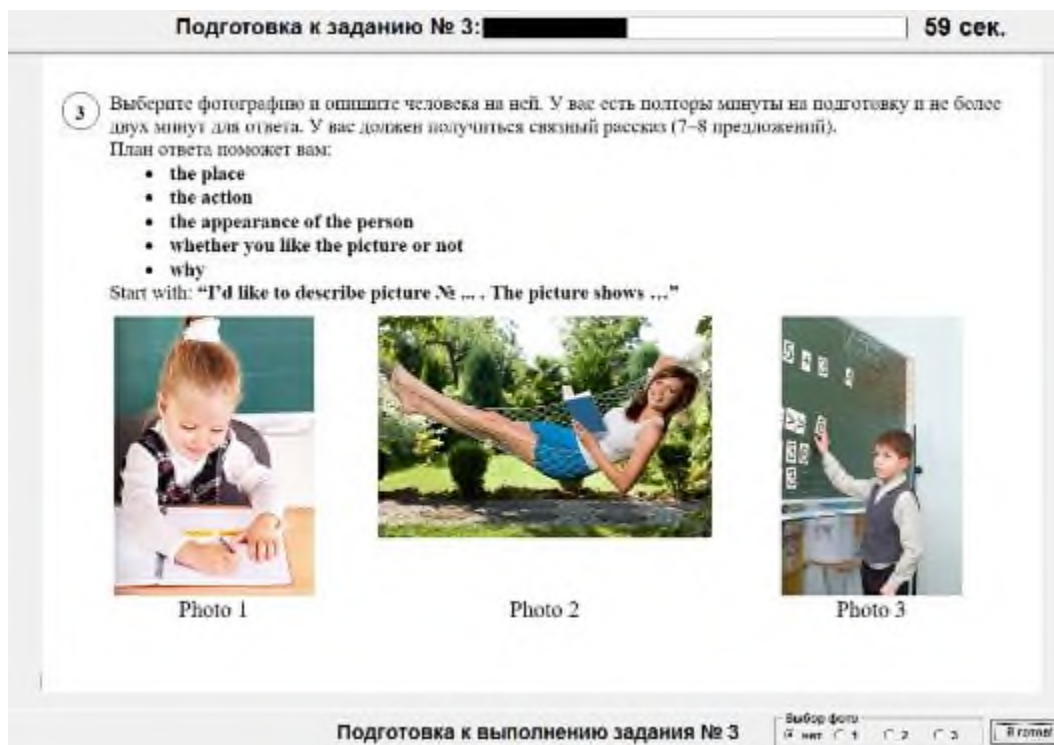 Подготовка к заданию № 3:
59 сек.
3
Выберите фотографию и опишите человека на ней. У вас есть полторы минуты на подготовку и не более
двух минут для ответа. У вас должен получиться связный рассказ (7–8 предложений).
План ответа поможет вам:
• the place
• the action
• the appearance of the person
• whether you like the picture or not
• why
Start with: “I'd like to describe picture № ... . The picture shows …”
Photo 1 Photo 2 Photo 3
Подготовка к выполнению задания № 3
Выбор фото
нет 1 2 3
Я готов